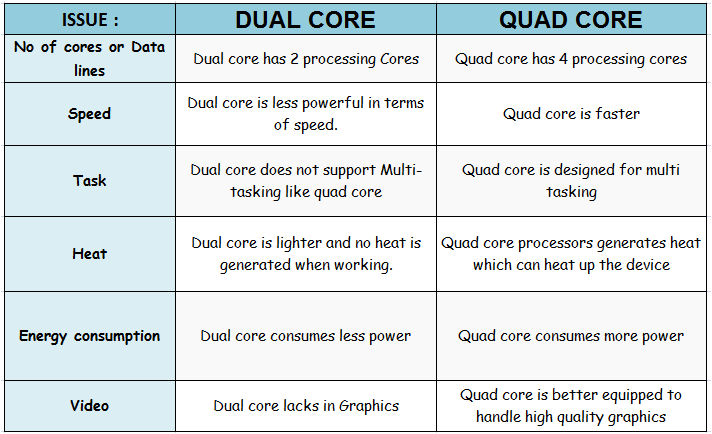 ISSUE :
DUAL CORE
QUAD CORE
No of cores or Data
lines
Dual core has 2 processing Cores
Quad core has 4 processing cores
Speed
Dual core is less powerful in terms
of speed.
Quad core is faster
Task
Dual core does not support Multi-
tasking like quad core
Quad core is designed for multi
tasking
Heat
Dual core is lighter and no heat is
generated when working.
Quad core processors generates heat
which can heat up the device
Energy consumption
Dual core consumes less power
Quad core consumes more power
Video
Dual core lacks in Graphics
Quad core is better equipped to
handle high quality graphics